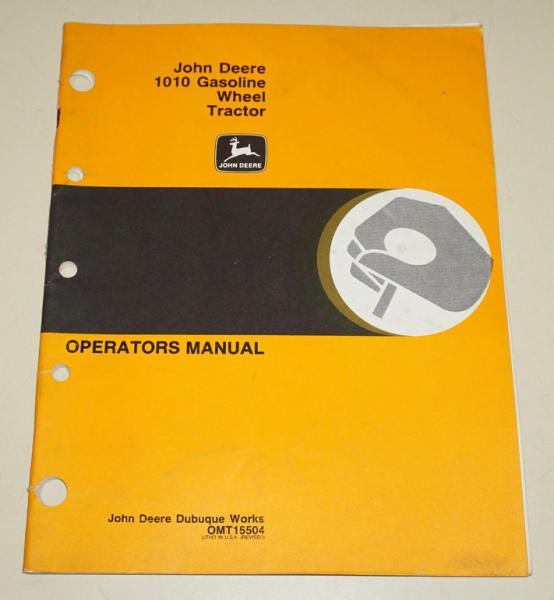 John Deere
1010 Gasoline
Wheel
Tractor
JOHN DEERE
OPERATORS MANUAL
John Deere Dubuque Works
OMT15504
LITHO IN U.S.A. (REVISED)